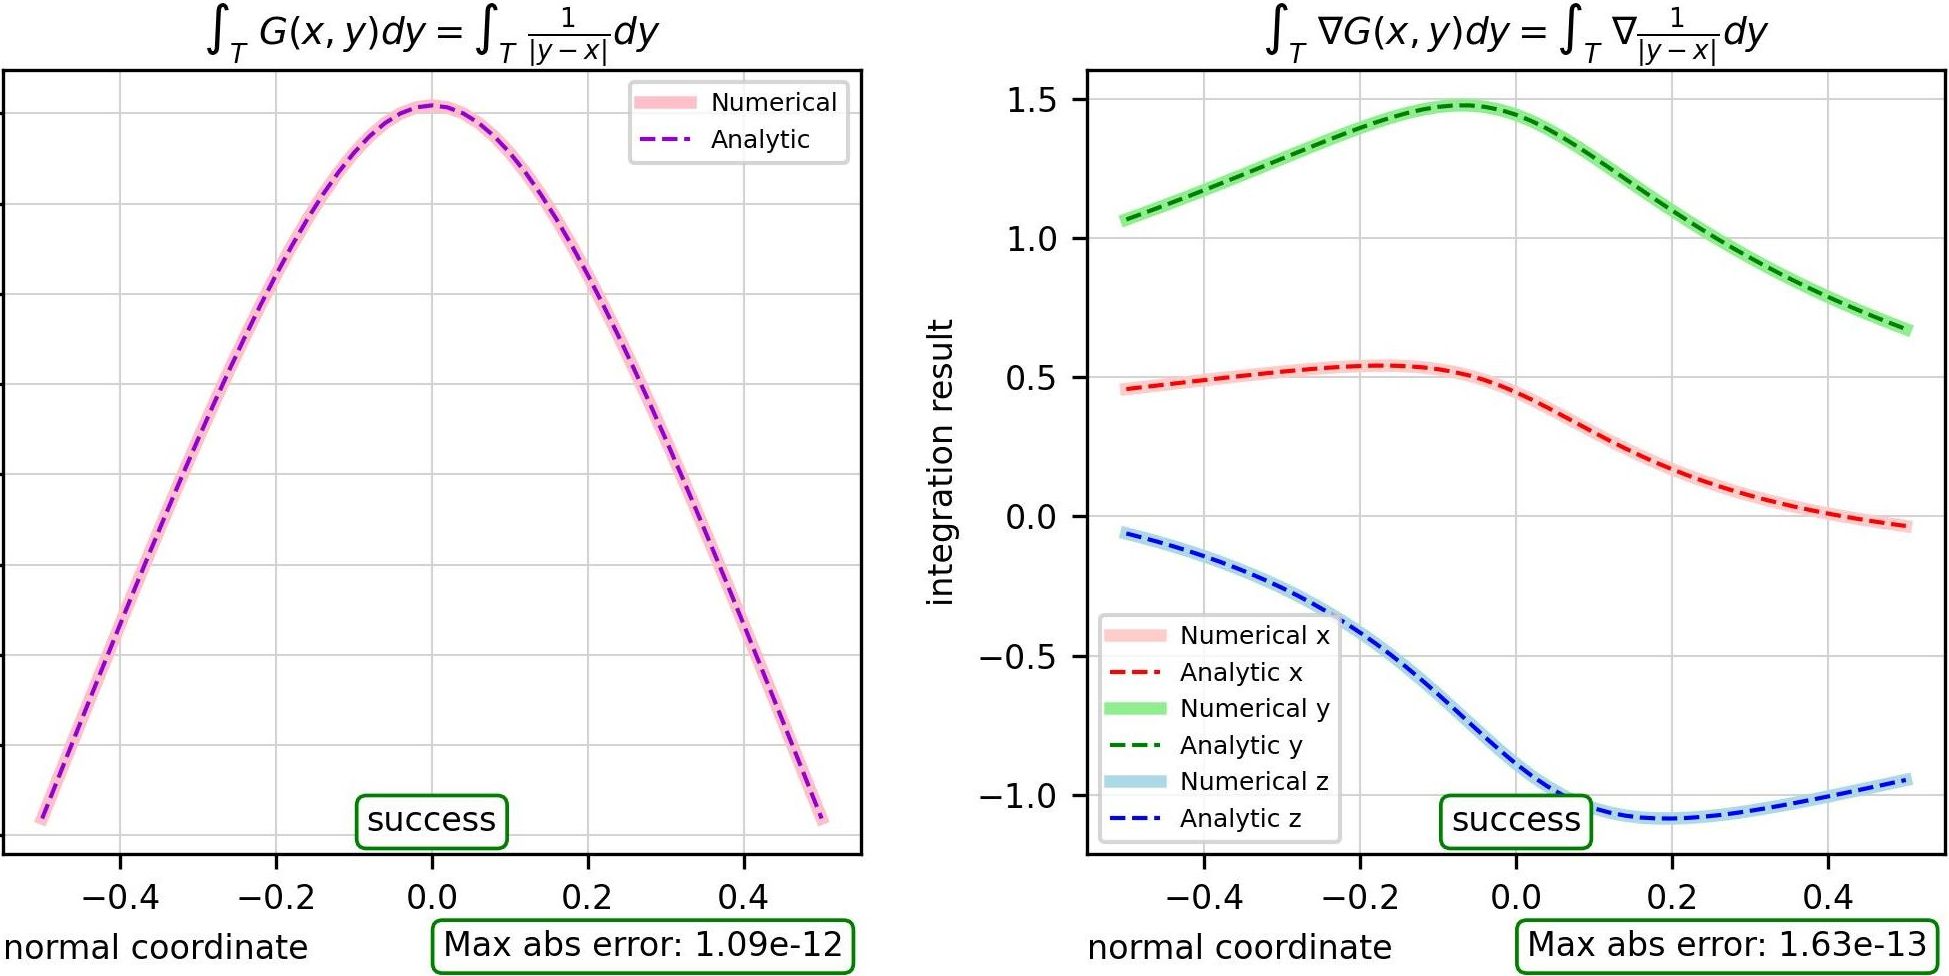 ∫_T G(x, y)dy = ∫_T 1/|y − x| dy
Numerical
Analytic
success
−0.4 −0.2 0.0 0.2 0.4
normal coordinate
Max abs error: 1.09e-12
∫_T ∇G(x, y)dy = ∫_T ∇ 1/|y − x| dy
integration result
1.5
1.0
0.5
0.0
−0.5
−1.0
Numerical x
Analytic x
Numerical y
Analytic y
Numerical z
Analytic z
success
−0.4 −0.2 0.0 0.2 0.4
normal coordinate
Max abs error: 1.63e-13